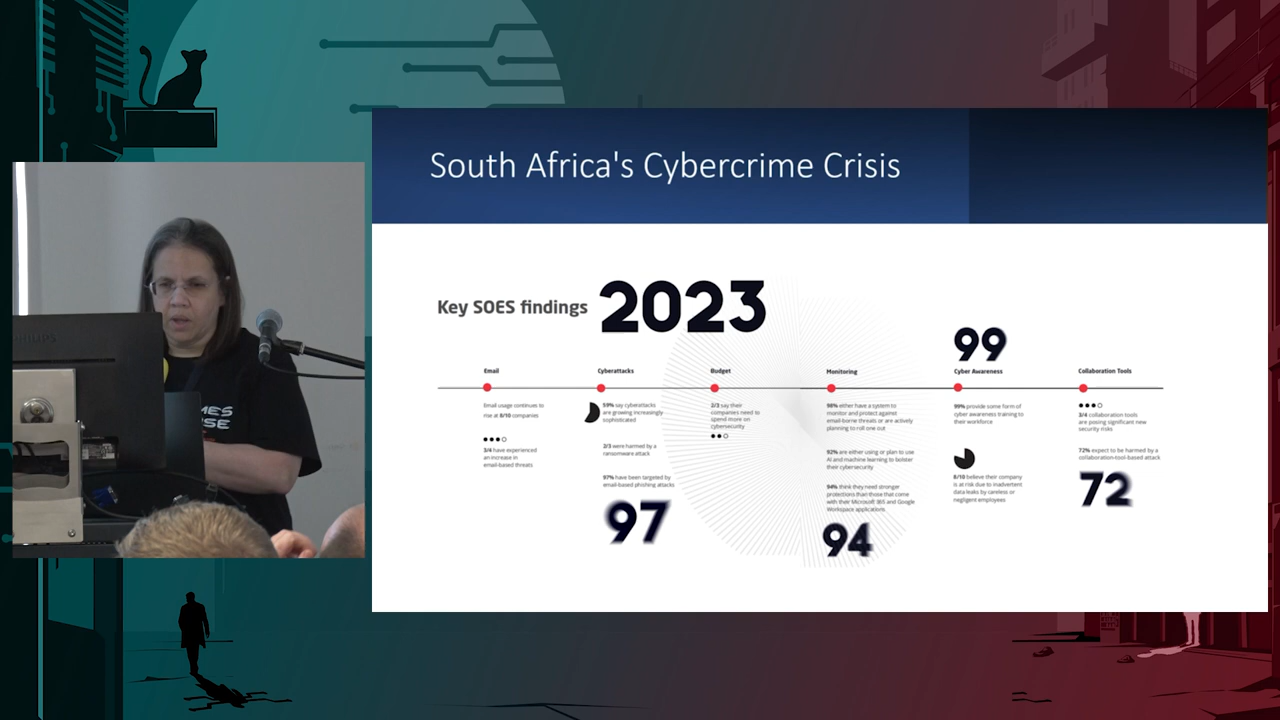 South Africa's Cybercrime Crisis
Key SOES findings 2023
Email
Email usage continues to
rise at 8/10 companies
3/4 have experienced
an increase in
email-based threats
Cyberattacks
59% say cyberattacks
are growing increasingly
sophisticated
2/3 were harmed by a
ransomware attack
97% have been targeted by
email-based phishing attacks
97
Budget
2/3 say their
companies need to
spend more on
cybersecurity
Monitoring
98% either have a system to
monitor and protect against
email-borne threats or are actively
planning to roll one out
92% are either using or plan to use
AI and machine learning to bolster
their cybersecurity
94% think they need stronger
protections than those that come
with their Microsoft 365 and Google
Workspace applications
94
99
Cyber Awareness
99% provide some form of
cyber awareness training to
their workforce
6/10 believe their company
is at risk due to inadvertent
data leaks by careless or
negligent employees
Collaboration Tools
3/4 collaboration tools
are posing significant new
security risks
72% expect to be harmed by a
collaboration-tool-based attack
72
PHILIPS